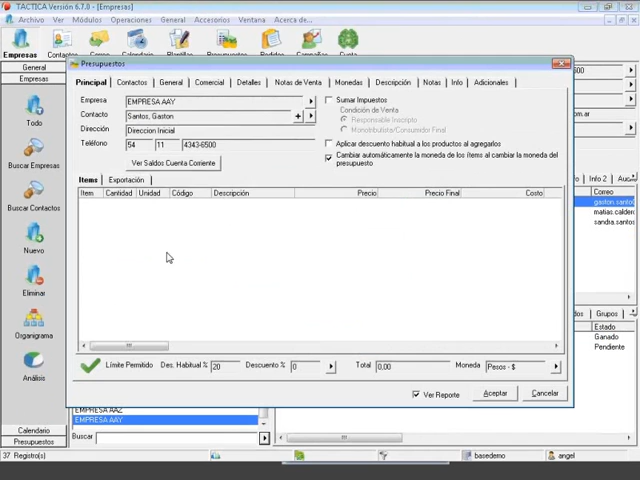 TACTICA Versión 6.7.0 - [Empresas]
Archivo Ver Módulos Operaciones General Accesorios Ventana Acerca de...
Empresas
General
Empresas
Todo
Buscar Empresas
Buscar Contactos
Nuevo
Eliminar
Organigrama
Análisis
Calendario
Presupuestos
Presupuestos
Principal Contactos General Comercial Detalles Notas de Venta Monedas Descripción Notas Info Adicionales
Empresa EMPRESA AAY
Contacto Santos, Gaston
Dirección Direccion Inicial
Teléfono 54 11 4343-6500
Ver Saldos Cuenta Corriente
Sumar Impuestos
Condición de Venta
Responsable Inscripto
Monotributista/Consumidor Final
Aplicar descuento habitual a los productos al agregarlos
Cambiar automáticamente la moneda de los ítems al cambiar la moneda del
presupuesto
Items Exportación
Item Cantidad Unidad Código Descripción Precio Precio Final Costo
Límite Permitido Des. Habitual % 20 Descuento % 0 Total 0,00 Moneda Pesos - $
Ver Reporte Aceptar Cancelar
Info 2
Correo
gaston.santo
matias.calder
sandra.santos
Grupos
Estado
Ganado
Pendiente
EMPRESA AAZ
EMPRESA AAY
Buscar
37 Registro(s)
basedemo
angel